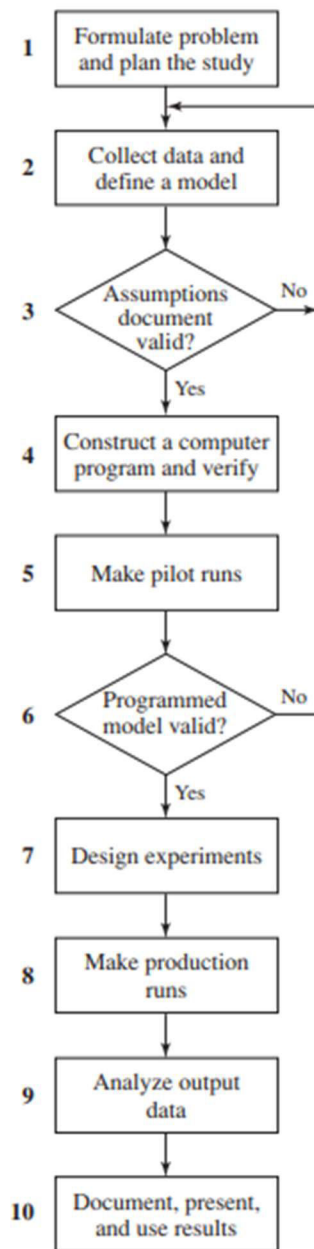 1
Formulate problem
and plan the study
2
Collect data and
define a model
3
Assumptions
document
valid?
No
Yes
4
Construct a computer
program and verify
5
Make pilot runs
6
Programmed
model valid?
No
Yes
7
Design experiments
8
Make production
runs
9
Analyze output
data
10
Document, present,
and use results